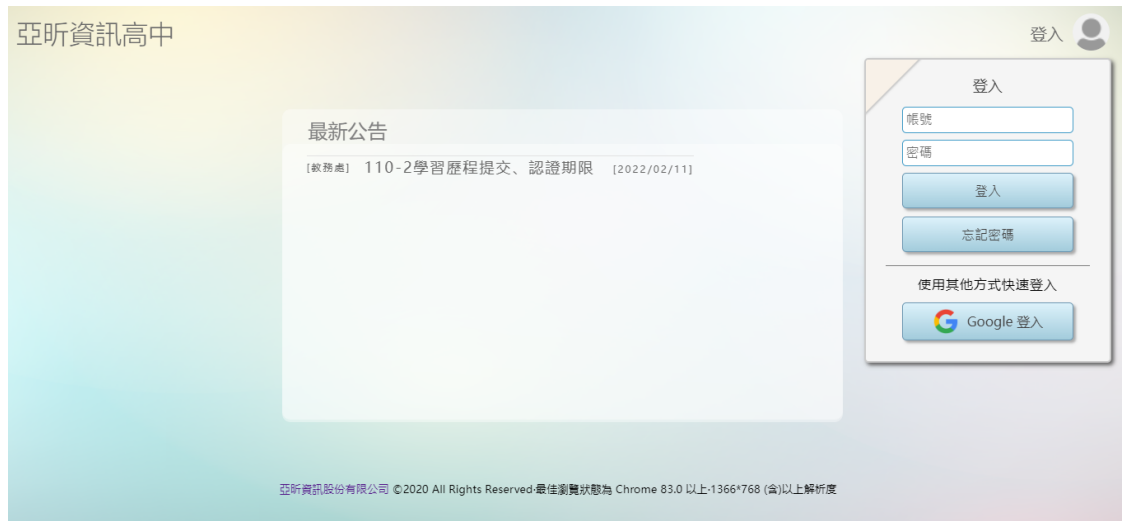 亞昕資訊高中
登入
登入
帳號
密碼
登入
忘記密碼
使用其他方式快速登入
Google 登入
最新公告
[教務處] 110-2學習歷程提交、認證期限 [2022/02/11]
亞昕資訊股份有限公司 ©2020 All Rights Reserved·最佳瀏覽狀態為 Chrome 83.0 以上·1366*768 (含)以上解析度